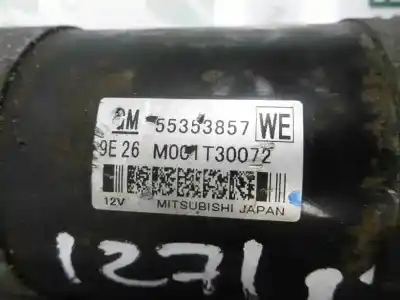 GM 55353857 WE
9E 26 M001T30072
12V MITSUBISHI JAPAN
1271